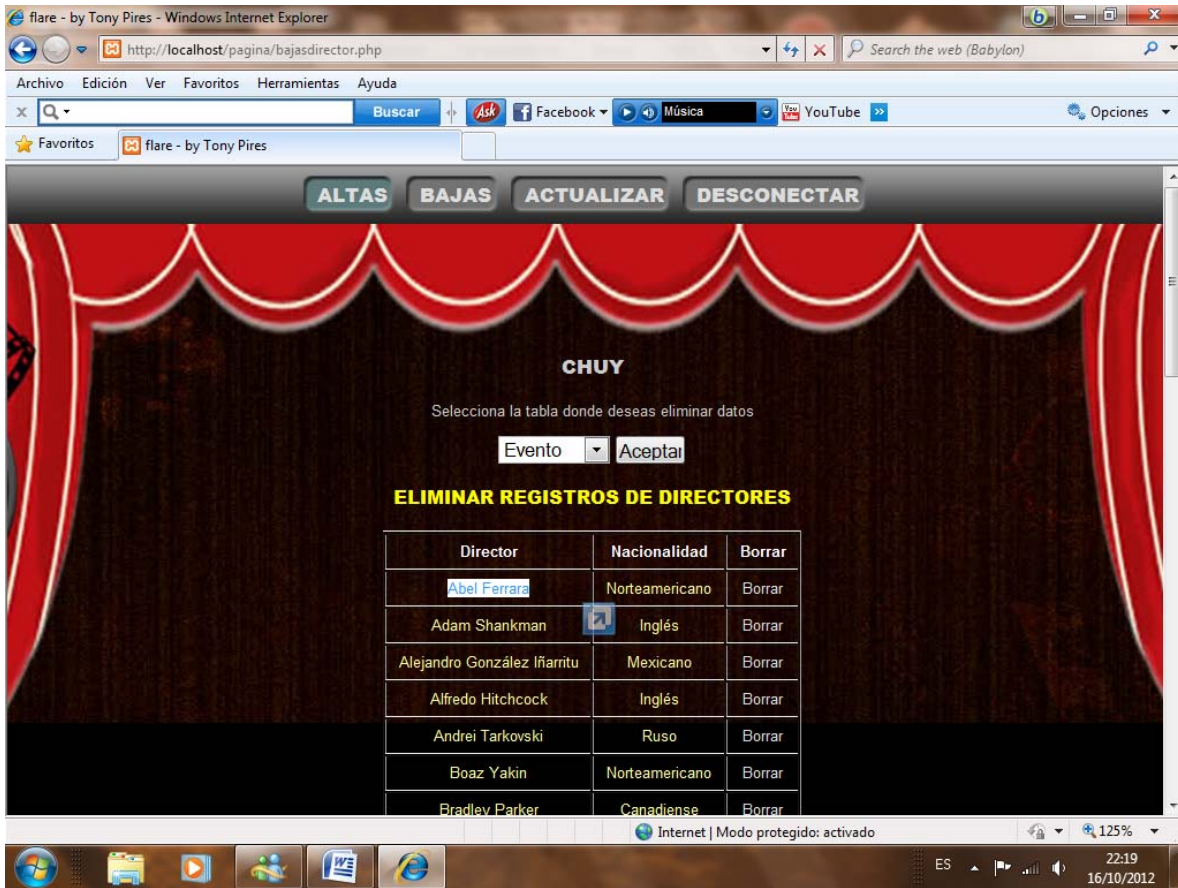 flare - by Tony Pires - Windows Internet Explorer
http://localhost/pagina/bajasdirector.php
Search the web (Babylon)
Archivo Edición Ver Favoritos Herramientas Ayuda
Buscar Ask Facebook Música You Tube YouTube Opciones
Favoritos flare - by Tony Pires
ALTAS BAJAS ACTUALIZAR DESCONECTAR
CHUY
Selecciona la tabla donde deseas eliminar datos
Evento Aceptar
ELIMINAR REGISTROS DE DIRECTORES
Director Nacionalidad Borrar
Abel Ferrara Norteamericano Borrar
Adam Shankman Inglés Borrar
Alejandro González Iñarritu Mexicano Borrar
Alfredo Hitchcock Inglés Borrar
Andrei Tarkovski Ruso Borrar
Boaz Yakin Norteamericano Borrar
Bradley Parker Canadiense Borrar
Internet | Modo protegido: activado 125%
ES 22:19
16/10/2012